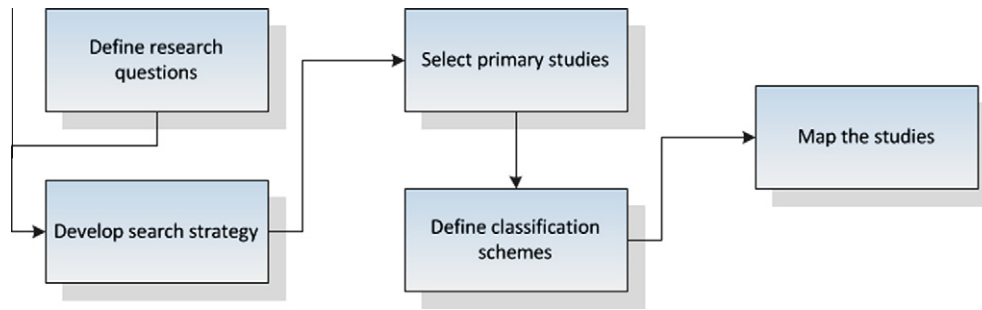 Define research
questions
Develop search strategy
Select primary studies
Define classification
schemes
Map the studies